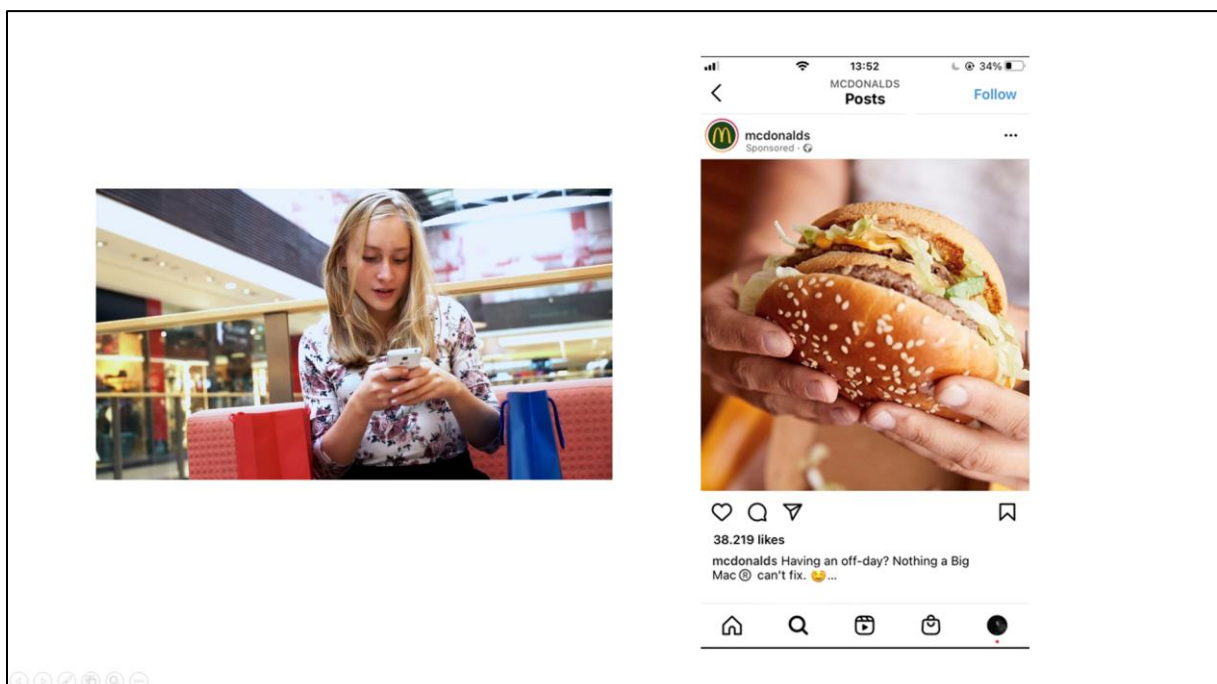 13:52
34%
MCDONALDS
Posts
Follow
mcdonalds
Sponsored ·
38.219 likes
mcdonalds Having an off-day? Nothing a Big
Mac® can't fix. 🤤...